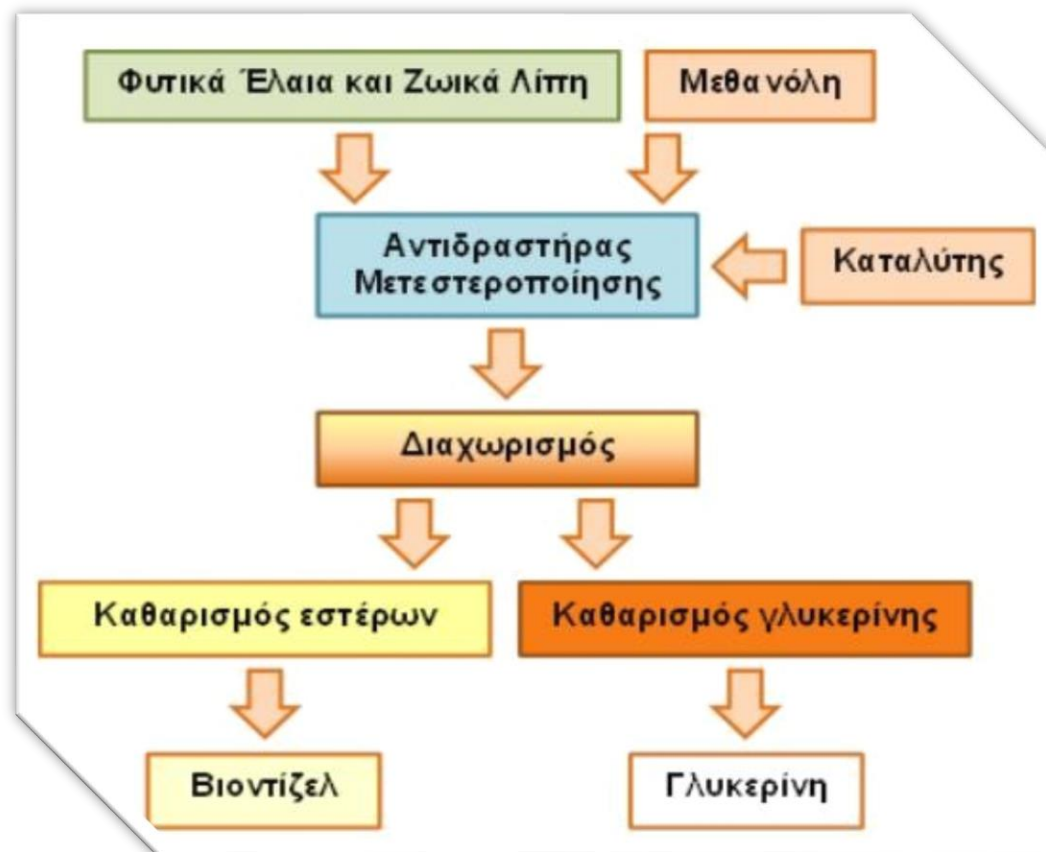 Φυτικά Έλαια και Ζωικά Λίπη
Μεθανόλη
Αντιδραστήρας
Μετεστεροποίησης
Καταλύτης
Διαχωρισμός
Καθαρισμός εστέρων
Καθαρισμός γλυκερίνης
Βιοντίζελ
Γλυκερίνη